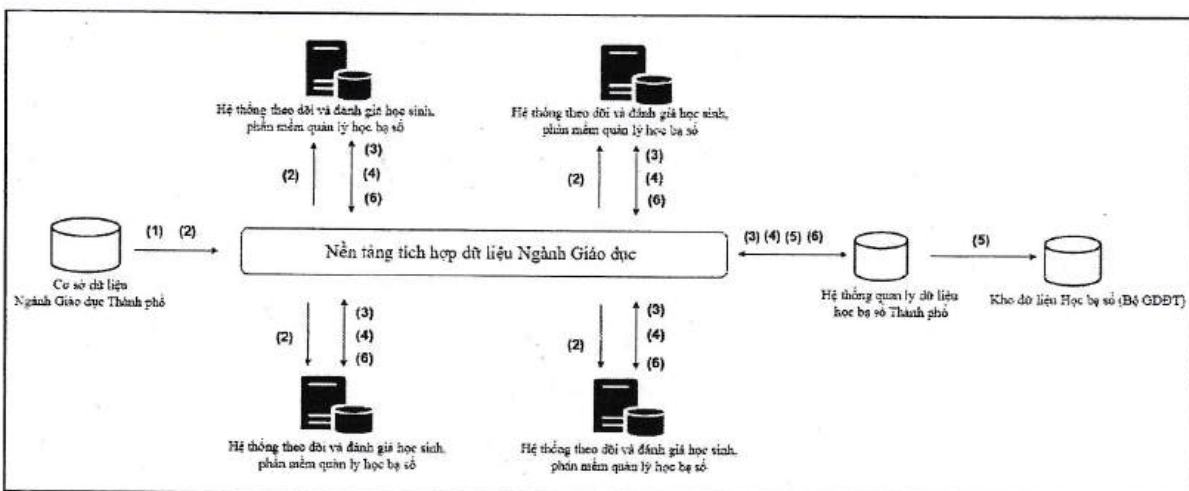 Hệ thống theo dõi và đánh giá học sinh,
phần mềm quản lý học bạ số
Hệ thống theo dõi và đánh giá học sinh,
phần mềm quản lý học bạ số
(2)
(3)
(4)
(6)
(2)
(3)
(4)
(6)
(1) (2)
Nền tảng tích hợp dữ liệu Ngành Giáo dục
(3) (4) (5) (6)
(5)
Cơ sở dữ liệu
Ngành Giáo dục Thành phố
Hệ thống quản lý dữ liệu
học bạ số Thành phố
Kho dữ liệu Học bạ số (Bộ GDĐT)
(2)
(3)
(4)
(6)
(2)
(3)
(4)
(6)
Hệ thống theo dõi và đánh giá học sinh,
phần mềm quản lý học bạ số
Hệ thống theo dõi và đánh giá học sinh,
phần mềm quản lý học bạ số